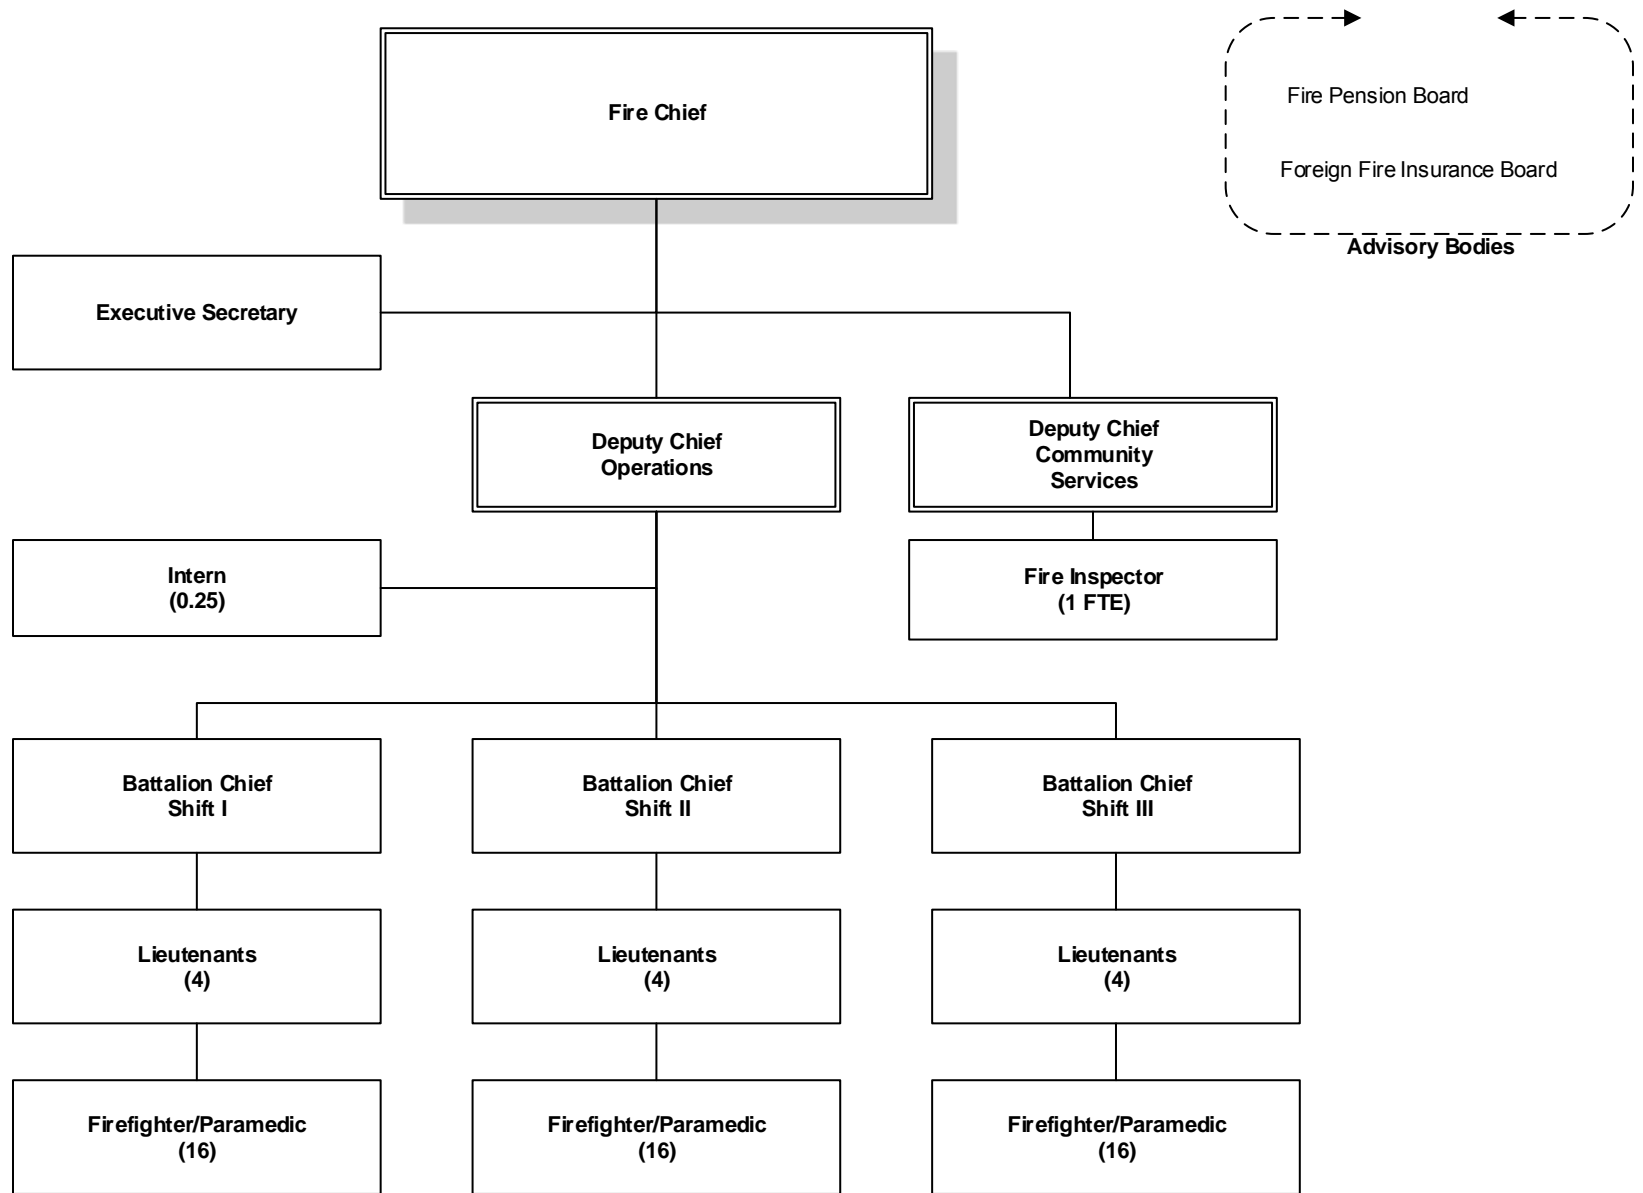 Fire Chief
Fire Pension Board
Foreign Fire Insurance Board
Advisory Bodies
Executive Secretary
Deputy Chief
Operations
Deputy Chief
Community
Services
Intern
(0.25)
Fire Inspector
(1 FTE)
Battalion Chief
Shift I
Battalion Chief
Shift II
Battalion Chief
Shift III
Lieutenants
(4)
Lieutenants
(4)
Lieutenants
(4)
Firefighter/Paramedic
(16)
Firefighter/Paramedic
(16)
Firefighter/Paramedic
(16)